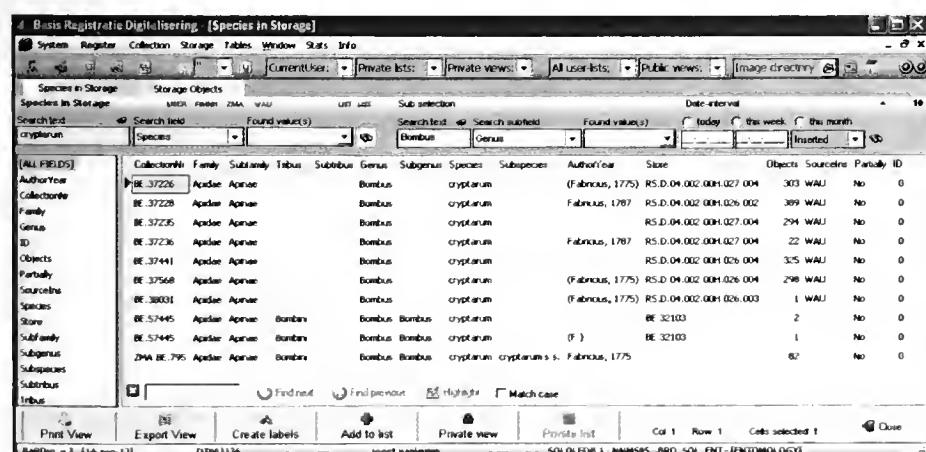 Basis Registratie Digitalisering - [Species in Storage]
System Register Collection Storage Tables Window Stats Info
CurrentUser: Private lists: Private views: All user-lists; Public views; Image directory
Species in Storage Storage Objects
Species in Storage USER FINNM ZMA WAU LIST Sub selection Date-interval 10
Search text Search field Found value(s) Search text Search subfield Found value(s) today this week this month
cryptarum Species Bombus Genus Inserted
[ALL FIELDS] CollectionNr Family Subfamily Tribus Subtribus Genus Subgenus Species Subspecies AuthorYear Store Objects SourceIns Partially ID
AuthorYear BE.37226 Apidae Apinae Bombus cryptarum (Fabricius, 1775) RS.D.04.002.00H.027 004 303 WAU No 0
CollectionNr BE.37228 Apidae Apinae Bombus cryptarum Fabricius, 1787 RS.D.04.002.00H.026 002 389 WAU No 0
Family
Genus BE.37235 Apidae Apinae Bombus cryptarum RS.D.04.002.00H.027 004 294 WAU No 0
ID BE.37236 Apidae Apinae Bombus cryptarum Fabricius, 1787 RS.D.04.002.00H.026 004 22 WAU No 0
Objects BE.37441 Apidae Apinae Bombus cryptarum RS.D.04.002.00H.026 004 325 WAU No 0
Partially
SourceIns BE.37568 Apidae Apinae Bombus cryptarum (Fabricius, 1775) RS.D.04.002.00H.026 004 298 WAU No 0
Species BE.38031 Apidae Apinae Bombus cryptarum (Fabricius, 1775) RS.D.04.002.00H.026.003 1 WAU No 0
Store BE.57445 Apidae Apinae Bombini Bombus Bombus cryptarum BE 32103 2 No 0
Subfamily BE.57445 Apidae Apinae Bombini Bombus Bombus cryptarum (F ) BE 32103 1 No 0
Subgenus ZMA BE.795 Apidae Apinae Bombini Bombus Bombus cryptarum cryptarum s s. Fabricius, 1775 82 No 0
Subspecies
Subtribus
Tribus Find next Find previous Highlight Match case
Print View Export View Create labels Add to list Private view Private list Col 1 Row 1 Cells selected 1 Close